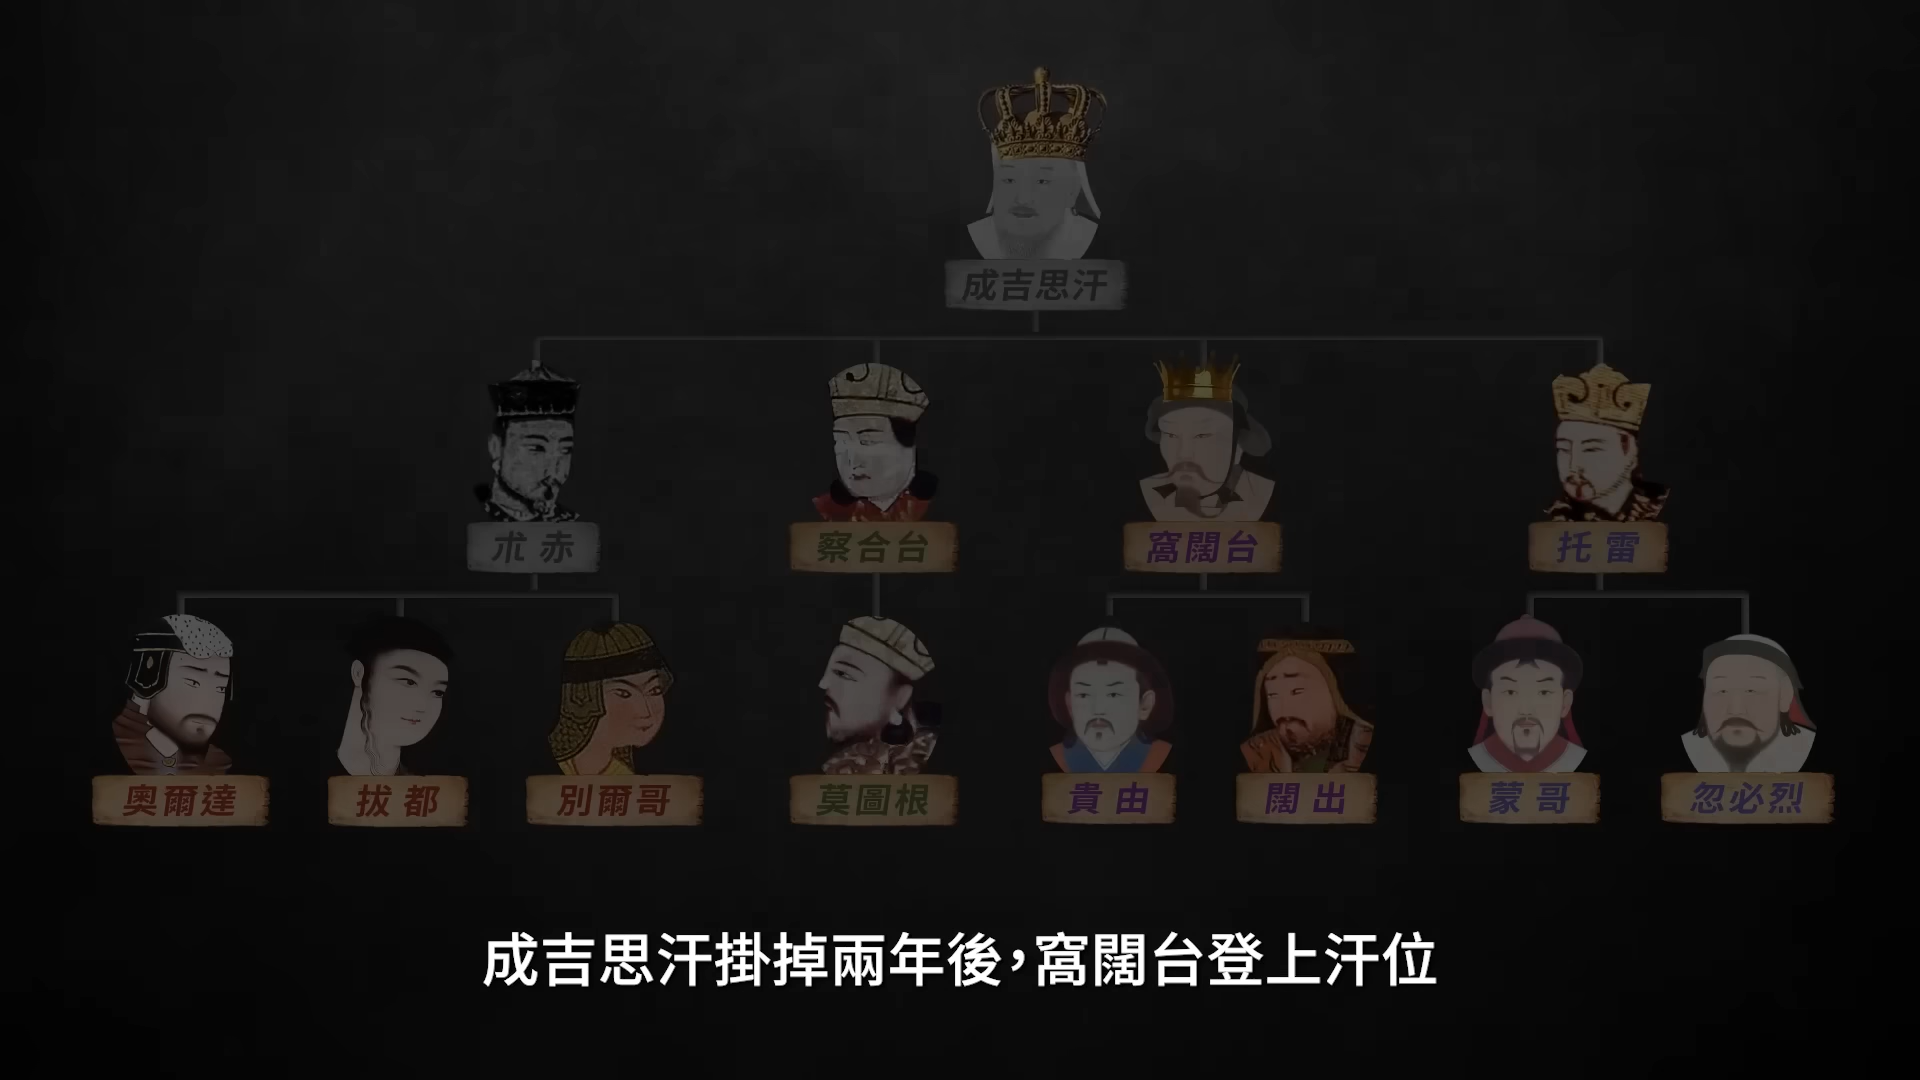 成吉思汗
朮赤
察合台
窩闊台
托雷
奧爾達
拔都
別爾哥
莫圖根
貴由
闊出
蒙哥
忽必烈
成吉思汗掛掉兩年後,窩闊台登上汗位